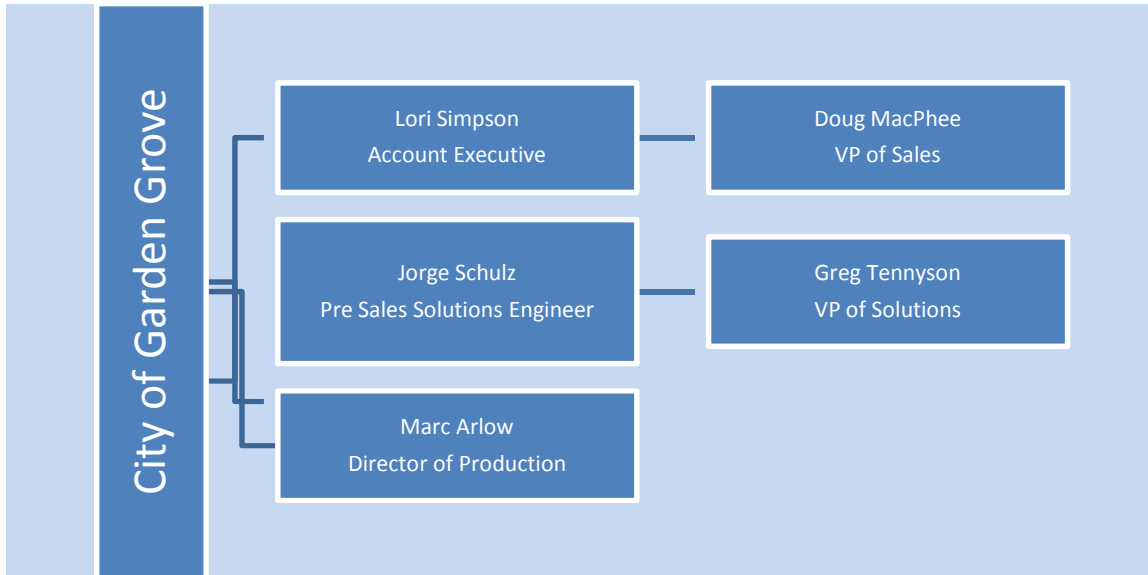 City of Garden Grove
Lori Simpson
Account Executive
Doug MacPhee
VP of Sales
Jorge Schulz
Pre Sales Solutions Engineer
Greg Tennyson
VP of Solutions
Marc Arlow
Director of Production